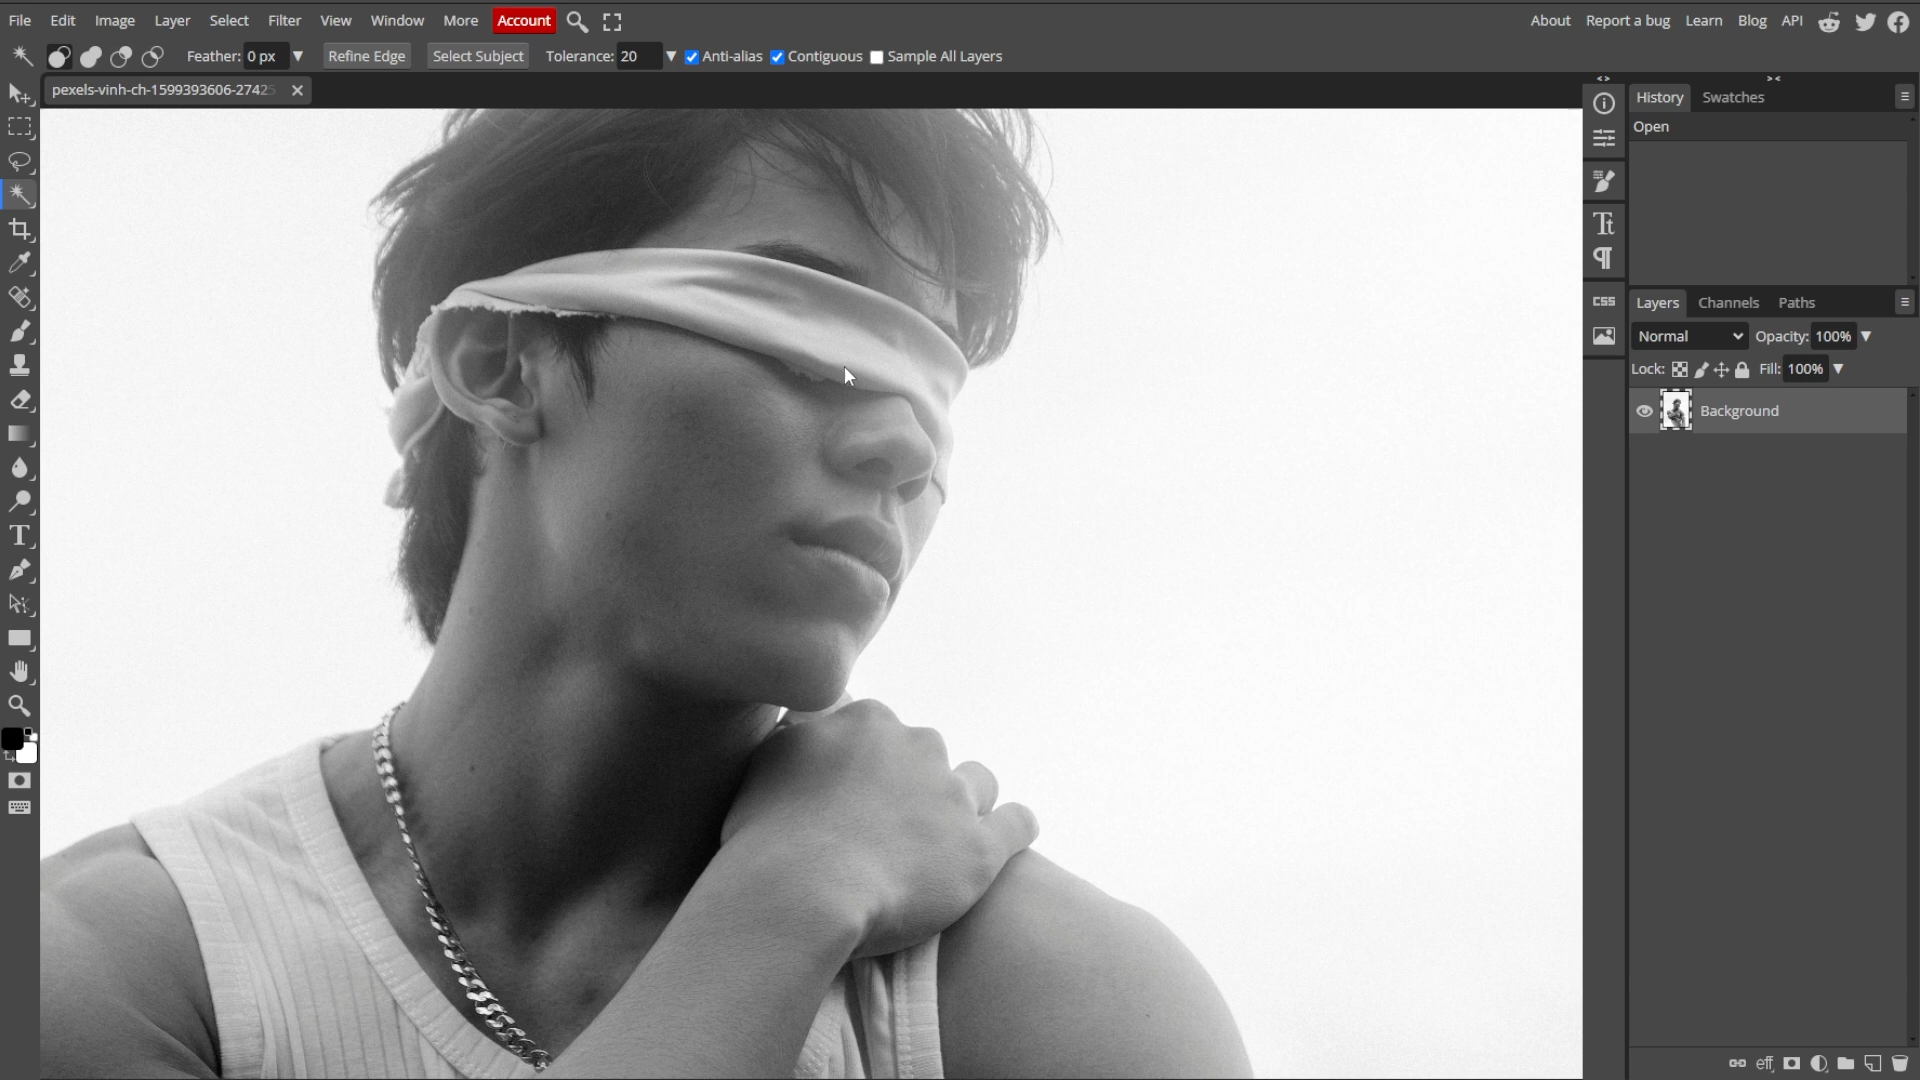 File Edit Image Layer Select Filter View Window More Account About Report a bug Learn Blog API
Feather: 0 px Refine Edge Select Subject Tolerance: 20 Anti-alias Contiguous Sample All Layers
pexels-vinh-ch-1599393606-27425
History Swatches
Open
CSS
Layers Channels Paths
Normal Opacity: 100%
Lock: Fill: 100%
Background
eff